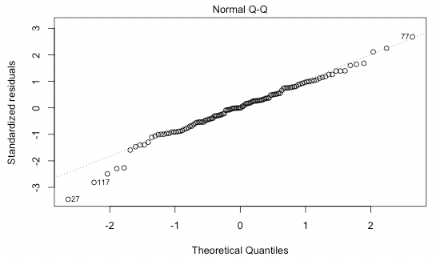 Normal Q-Q
Standardized residuals
3
2
1
0
-1
-2
-3
77
117
27
-2 -1 0 1 2
Theoretical Quantiles